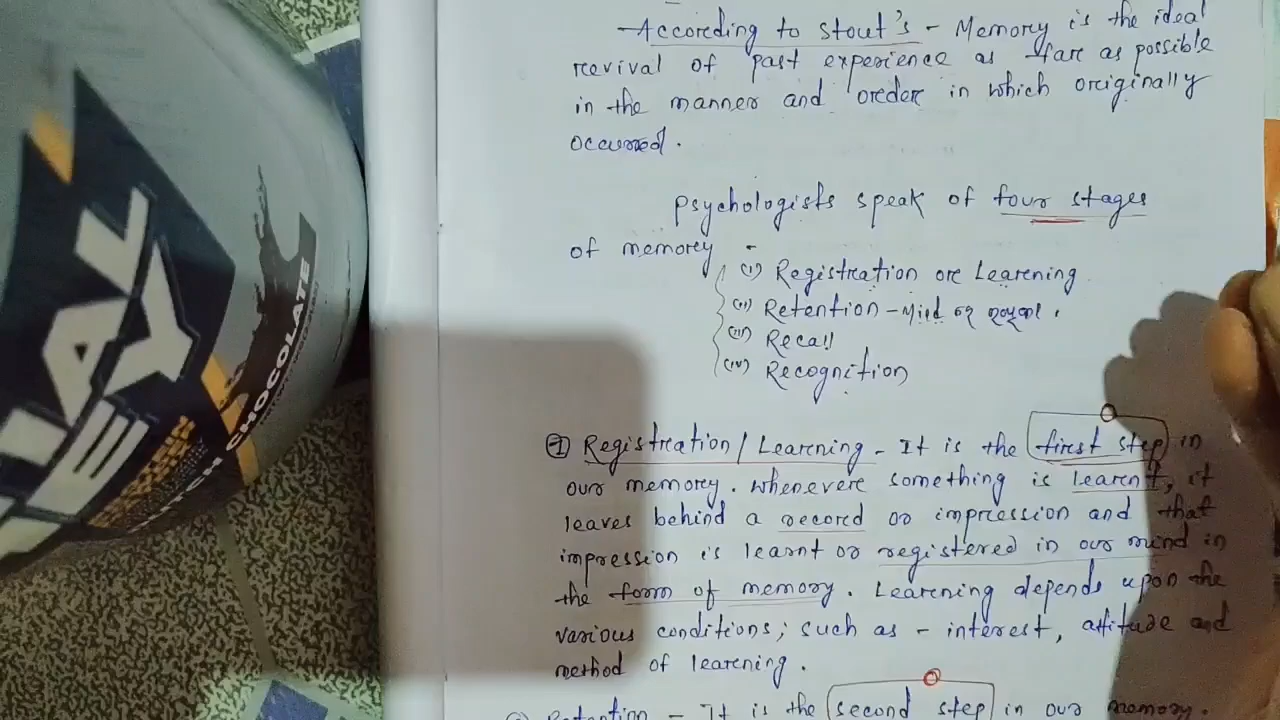 According to stout's - Memory is the ideal
revival of past experience as far as possible
in the manner and order in which originally
occurred.
Psychologists speak of four stages
of memory -
(i) Registration or Learning
(ii) Retention - Mind
(iii) Recall
(iv) Recognition
① Registration / Learning - It is the first step in
our memory. Whenever something is learnt, it
leaves behind a record or impression and that
impression is learnt or registered in our mind in
the form of memory. Learning depends upon the
various conditions; such as - interest, attitude and
method of learning.
Retention - It is the second step in our memory.
CHOCOLATE